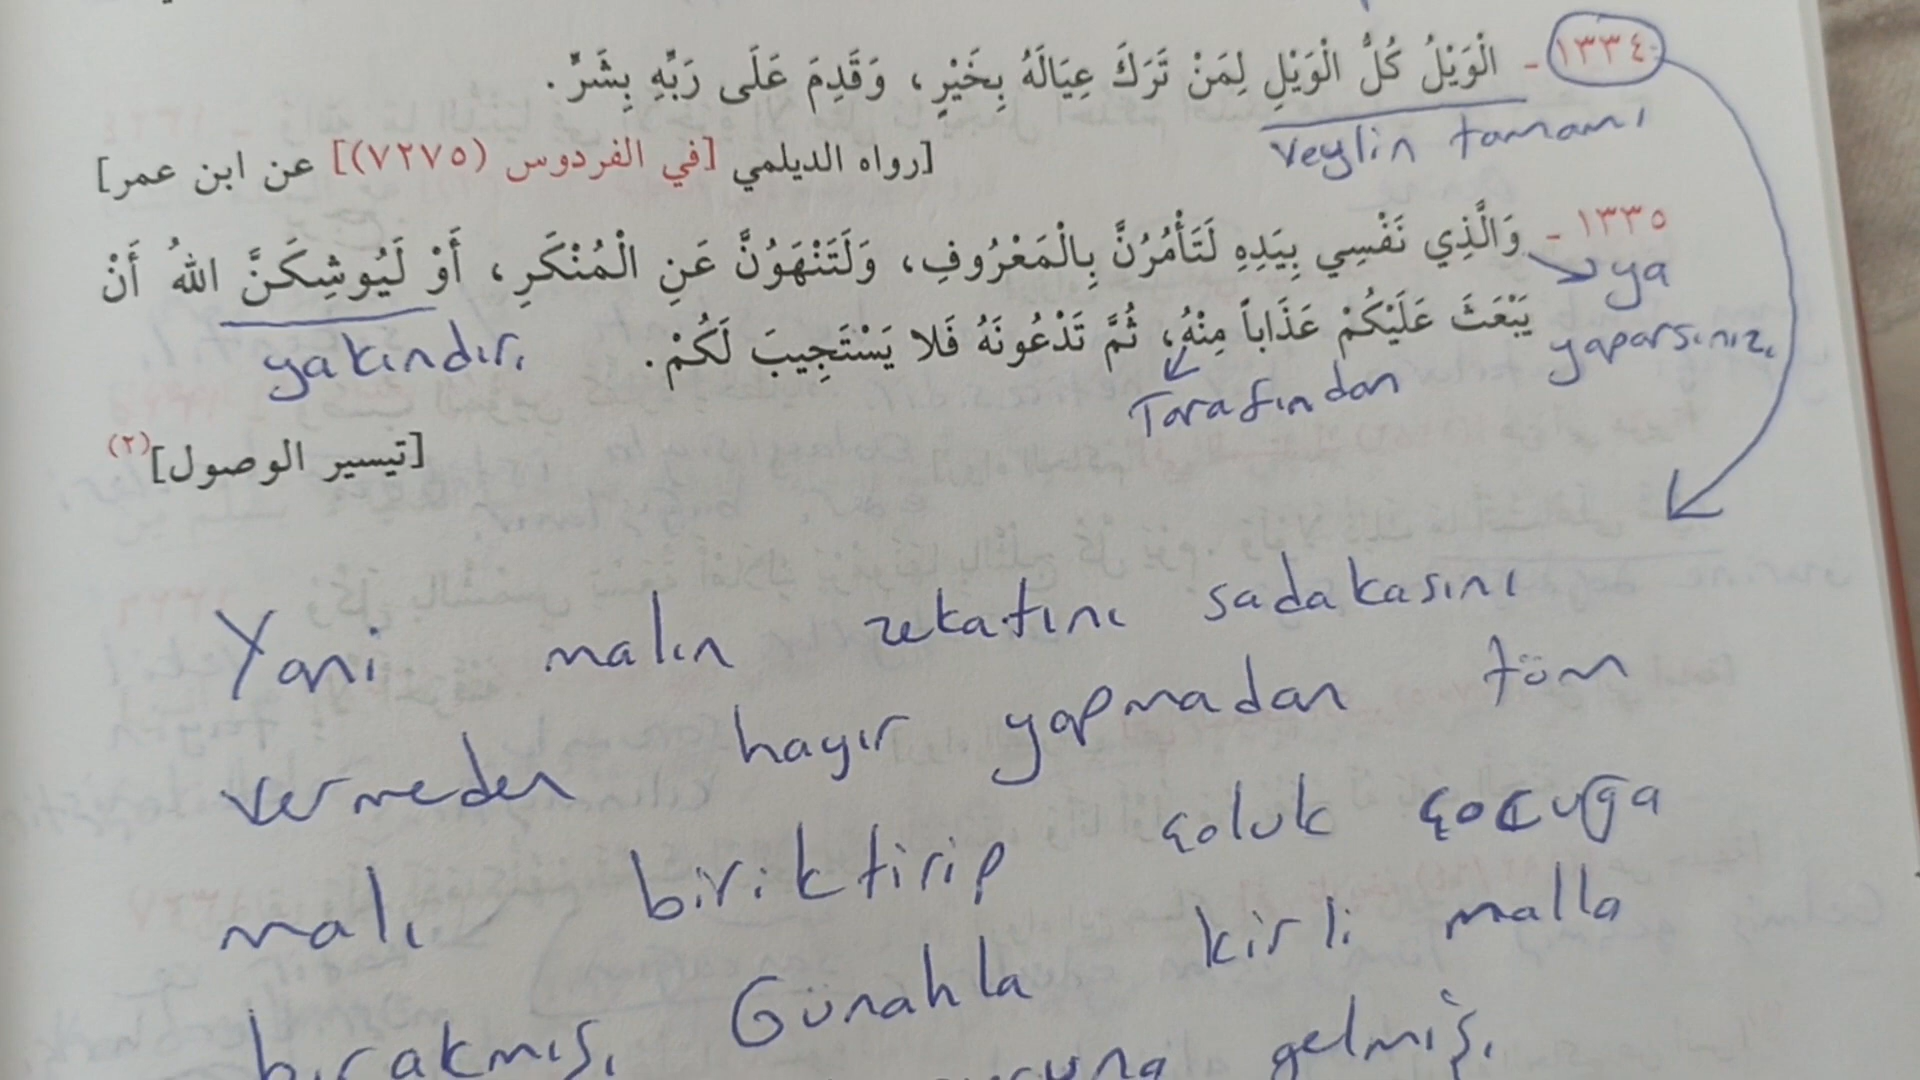 ١٣٣٤ - الْوَيْلُ كُلُّ الْوَيْلِ لِمَنْ تَرَكَ عِيَالَهُ بِخَيْرٍ ، وَقَدِمَ عَلَى رَبِّهِ بِشَرٍّ .
veylin tamamı
[رواه الديلمي [في الفردوس (٧٢٧٥)] عن ابن عمر]
١٣٣٥ - وَالَّذِي نَفْسِي بِيَدِهِ لَتَأْمُرُنَّ بِالْمَعْرُوفِ، وَلَتَنْهَوُنَّ عَنِ الْمُنْكَرِ، أَوْ لَيُوشِكَنَّ اللهُ أَنْ
ya
يَبْعَثَ عَلَيْكُمْ عَذَاباً مِنْهُ، ثُمَّ تَدْعُونَهُ فَلا يَسْتَجِيبَ لَكُمْ .
yaparsınız.
yakındır.
Tarafından
[تيسير الوصول](٢)
Yani malın zekatını sadakasını
vermeden hayır yapmadan tüm
malı biriktirip çoluk çocuğa
bırakmış. Günahla kirli malla
gelmiş.